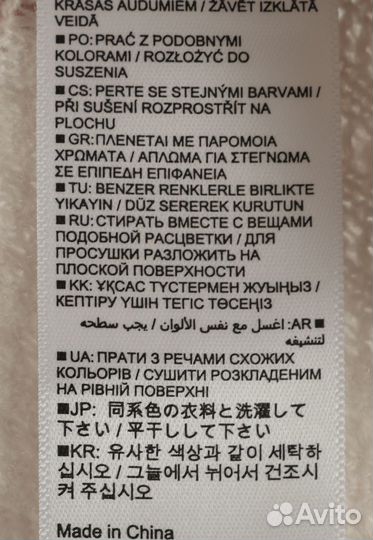 KRĀSAS AUDUMIEM / ŽĀVĒT IZKLĀTĀ
VEIDĀ
■ PO: PRAĆ Z PODOBNYMI
KOLORAMI / ROZŁOŻYĆ DO
SUSZENIA
■ CS: PERTE SE STEJNÝMI BARVAMI /
PŘI SUŠENÍ ROZPROSTŘÍT NA
PLOCHU
■ GR: ΠΛΕΝΕΤΑΙ ΜΕ ΠΑΡΟΜΟΙΑ
ΧΡΩΜΑΤΑ / ΑΠΛΩΜΑ ΓΙΑ ΣΤΕΓΝΩΜΑ
ΣΕ ΕΠΙΠΕΔΗ ΕΠΙΦΑΝΕΙΑ
■ TU: BENZER RENKLERLE BIRLIKTE
YIKAYIN / DÜZ SEREREK KURUTUN
■ RU: СТИРАТЬ ВМЕСТЕ С ВЕЩАМИ
ПОДОБНОЙ РАСЦВЕТКИ / ДЛЯ
ПРОСУШКИ РАЗЛОЖИТЬ НА
ПЛОСКОЙ ПОВЕРХНОСТИ
■ KK: ҰҚСАС ТҮСТЕРМЕН ЖУЫҢЫЗ /
КЕПТІРУ ҮШІН ТЕГІС ТӨСЕҢІЗ
■ AR: اغسل مع نفس الألوان / يجب سطحه
لتنشيفه
■ UA: ПРАТИ З РЕЧАМИ СХОЖИХ
КОЛЬОРІВ / СУШИТИ РОЗКЛАДЕНИМ
НА РІВНІЙ ПОВЕРХНІ
■JP: 同系色の衣料と洗濯して
下さい / 平干しして下さい
■KR: 유사한 색상과 같이 세탁하
십시오 / 그늘에서 뉘어서 건조시
켜 주십시오
Made in China
Avito